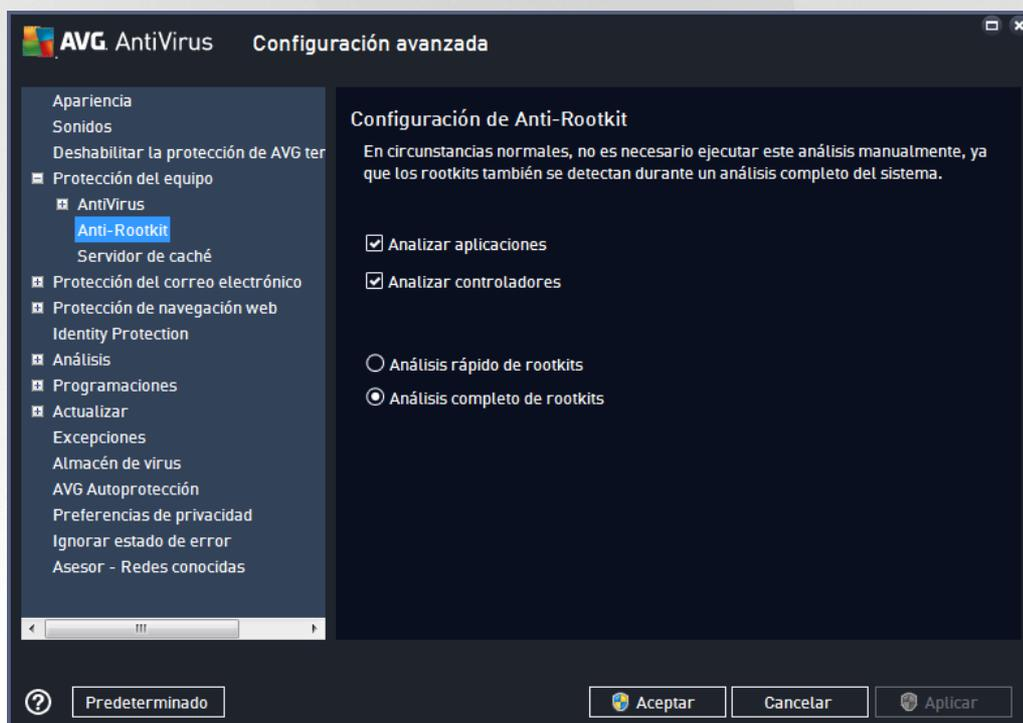 AVG. AntiVirus Configuración avanzada
Apariencia
Sonidos
Deshabilitar la protección de AVG ter
Protección del equipo
AntiVirus
Anti-Rootkit
Servidor de caché
Protección del correo electrónico
Protección de navegación web
Identity Protection
Análisis
Programaciones
Actualizar
Excepciones
Almacén de virus
AVG Autoprotección
Preferencias de privacidad
Ignorar estado de error
Asesor - Redes conocidas
Configuración de Anti-Rootkit
En circunstancias normales, no es necesario ejecutar este análisis manualmente, ya
que los rootkits también se detectan durante un análisis completo del sistema.
Analizar aplicaciones
Analizar controladores
Análisis rápido de rootkits
Análisis completo de rootkits
? Predeterminado Aceptar Cancelar Aplicar